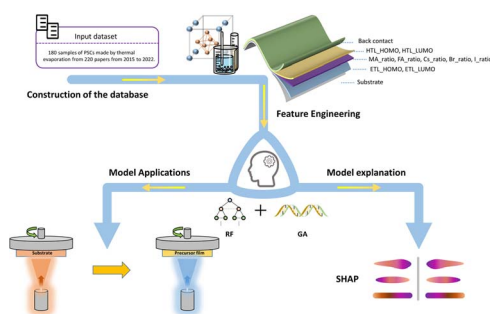 Input dataset
180 samples of PSCs made by thermal
evaporation from 220 papers from 2015 to 2022.
Construction of the database
Back contact
HTL_HOMO, HTL_LUMO
MA_ratio, FA_ratio, Cs_ratio, Br_ratio, I_ratio
ETL_HOMO, ETL_LUMO
Substrate
Feature Engineering
Model Applications
Model explanation
RF
GA
Substrate
Precursar film
SHAP